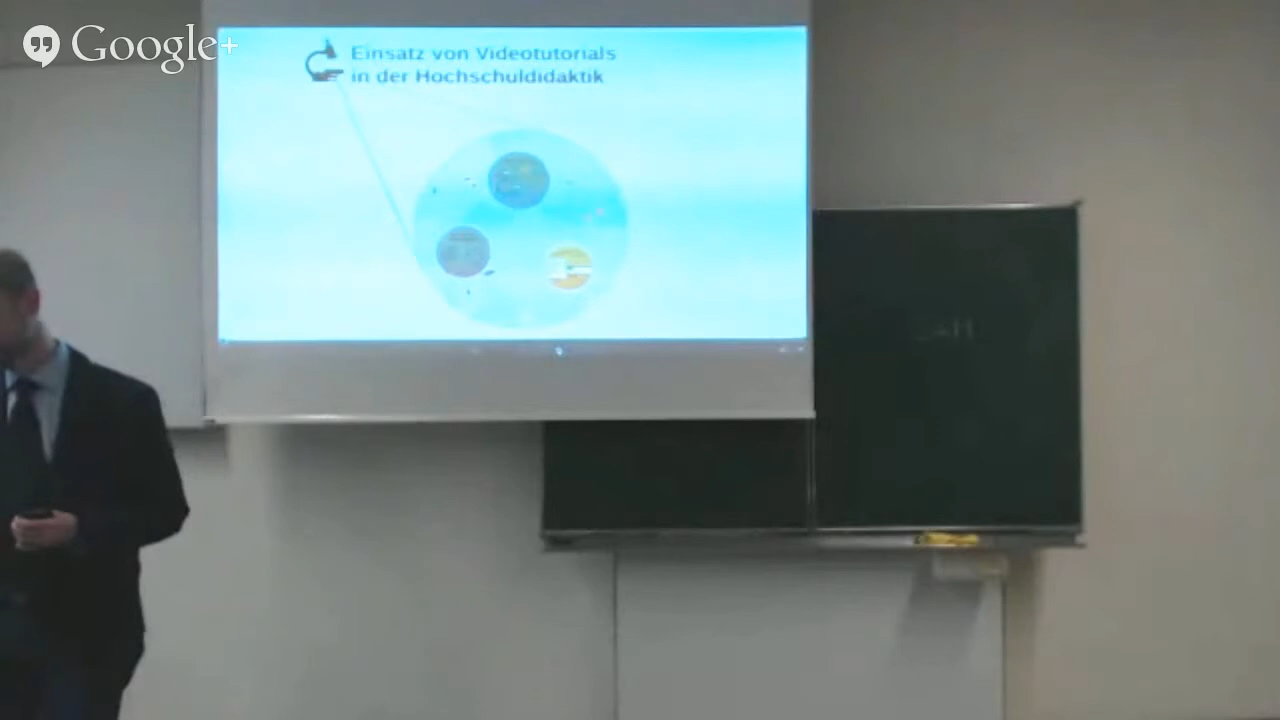 Google+
Einsatz von Videotutorials
in der Hochschuldidaktik